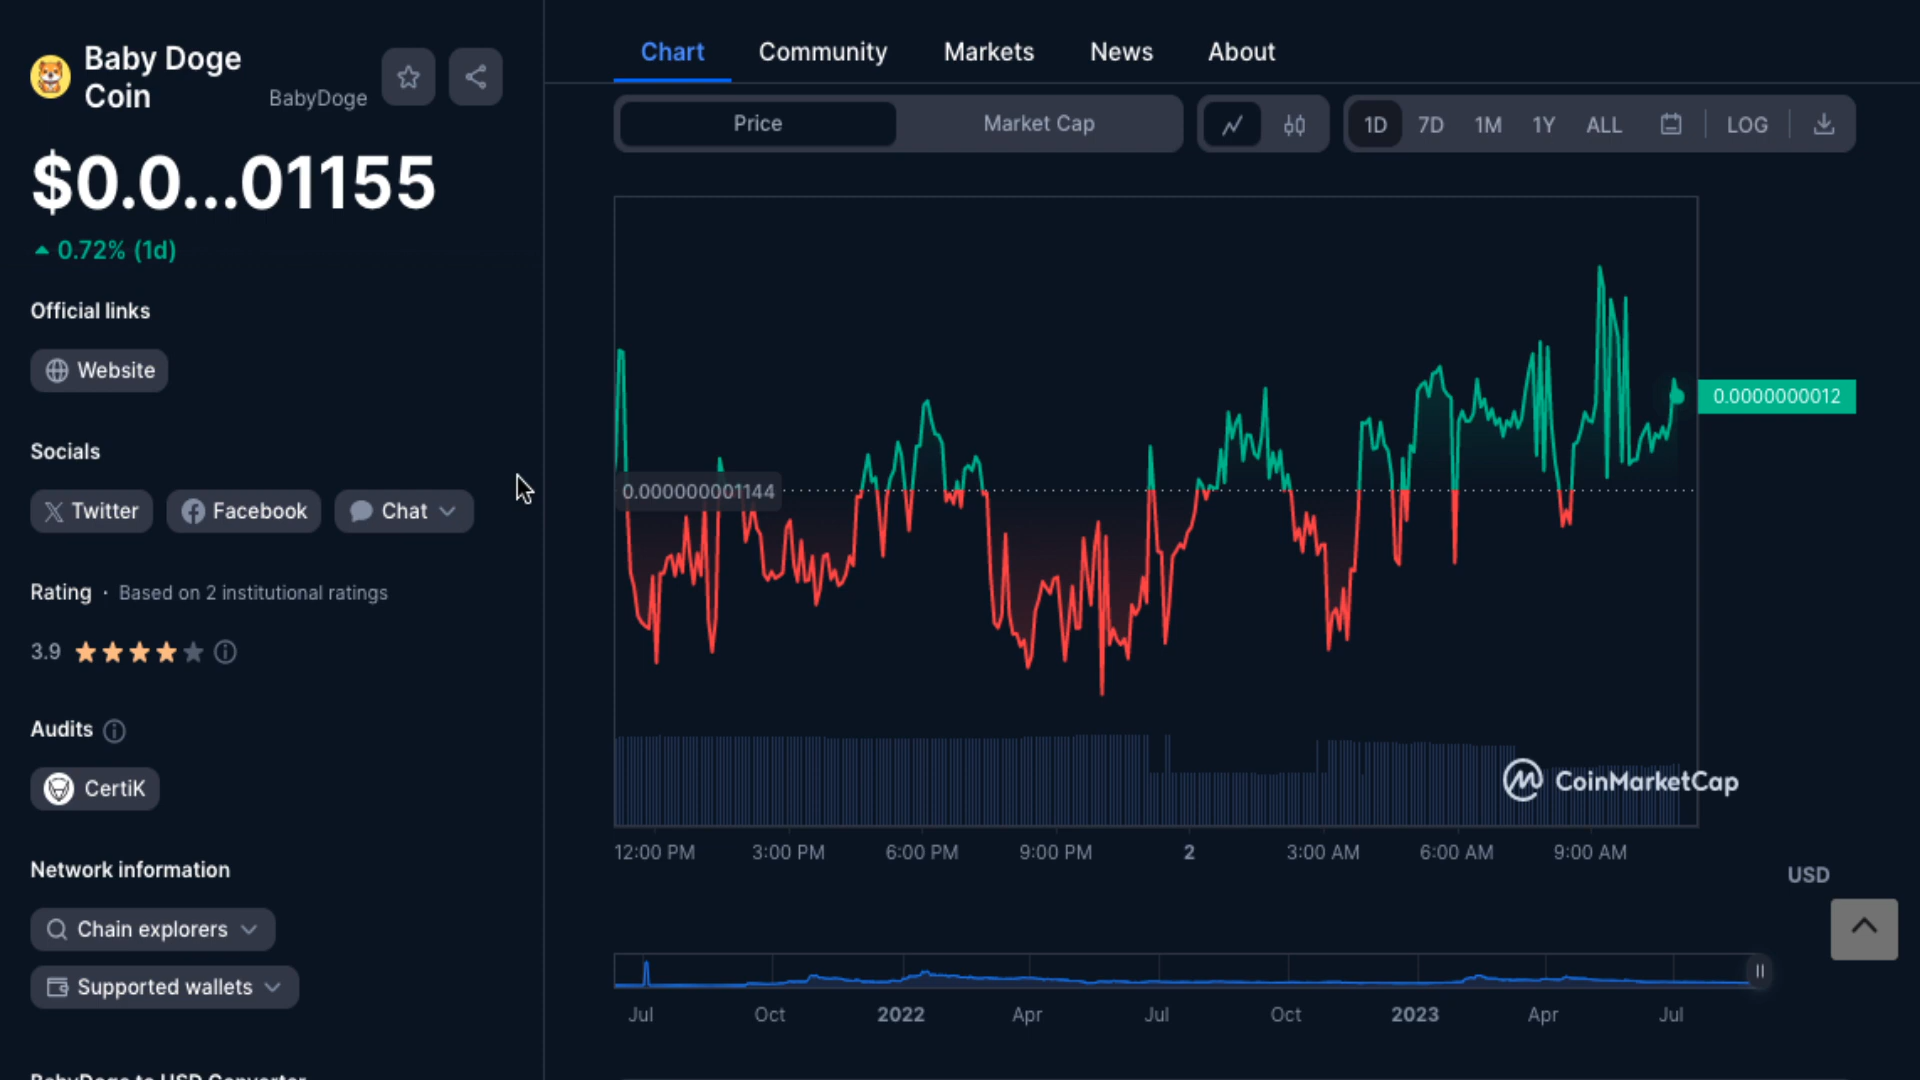 Baby Doge
Coin
BabyDoge
$0.0...01155
0.72% (1d)
Official links
Website
Socials
Twitter
Facebook
Chat
Rating · Based on 2 institutional ratings
3.9
Audits
CertiK
Network information
Chain explorers
Supported wallets
BabyDoge to USD Converter
Chart Community Markets News About
Price Market Cap
1D 7D 1M 1Y ALL LOG
0.0000000012
0.000000001144
CoinMarketCap
12:00 PM 3:00 PM 6:00 PM 9:00 PM 2 3:00 AM 6:00 AM 9:00 AM
USD
Jul Oct 2022 Apr Jul Oct 2023 Apr Jul